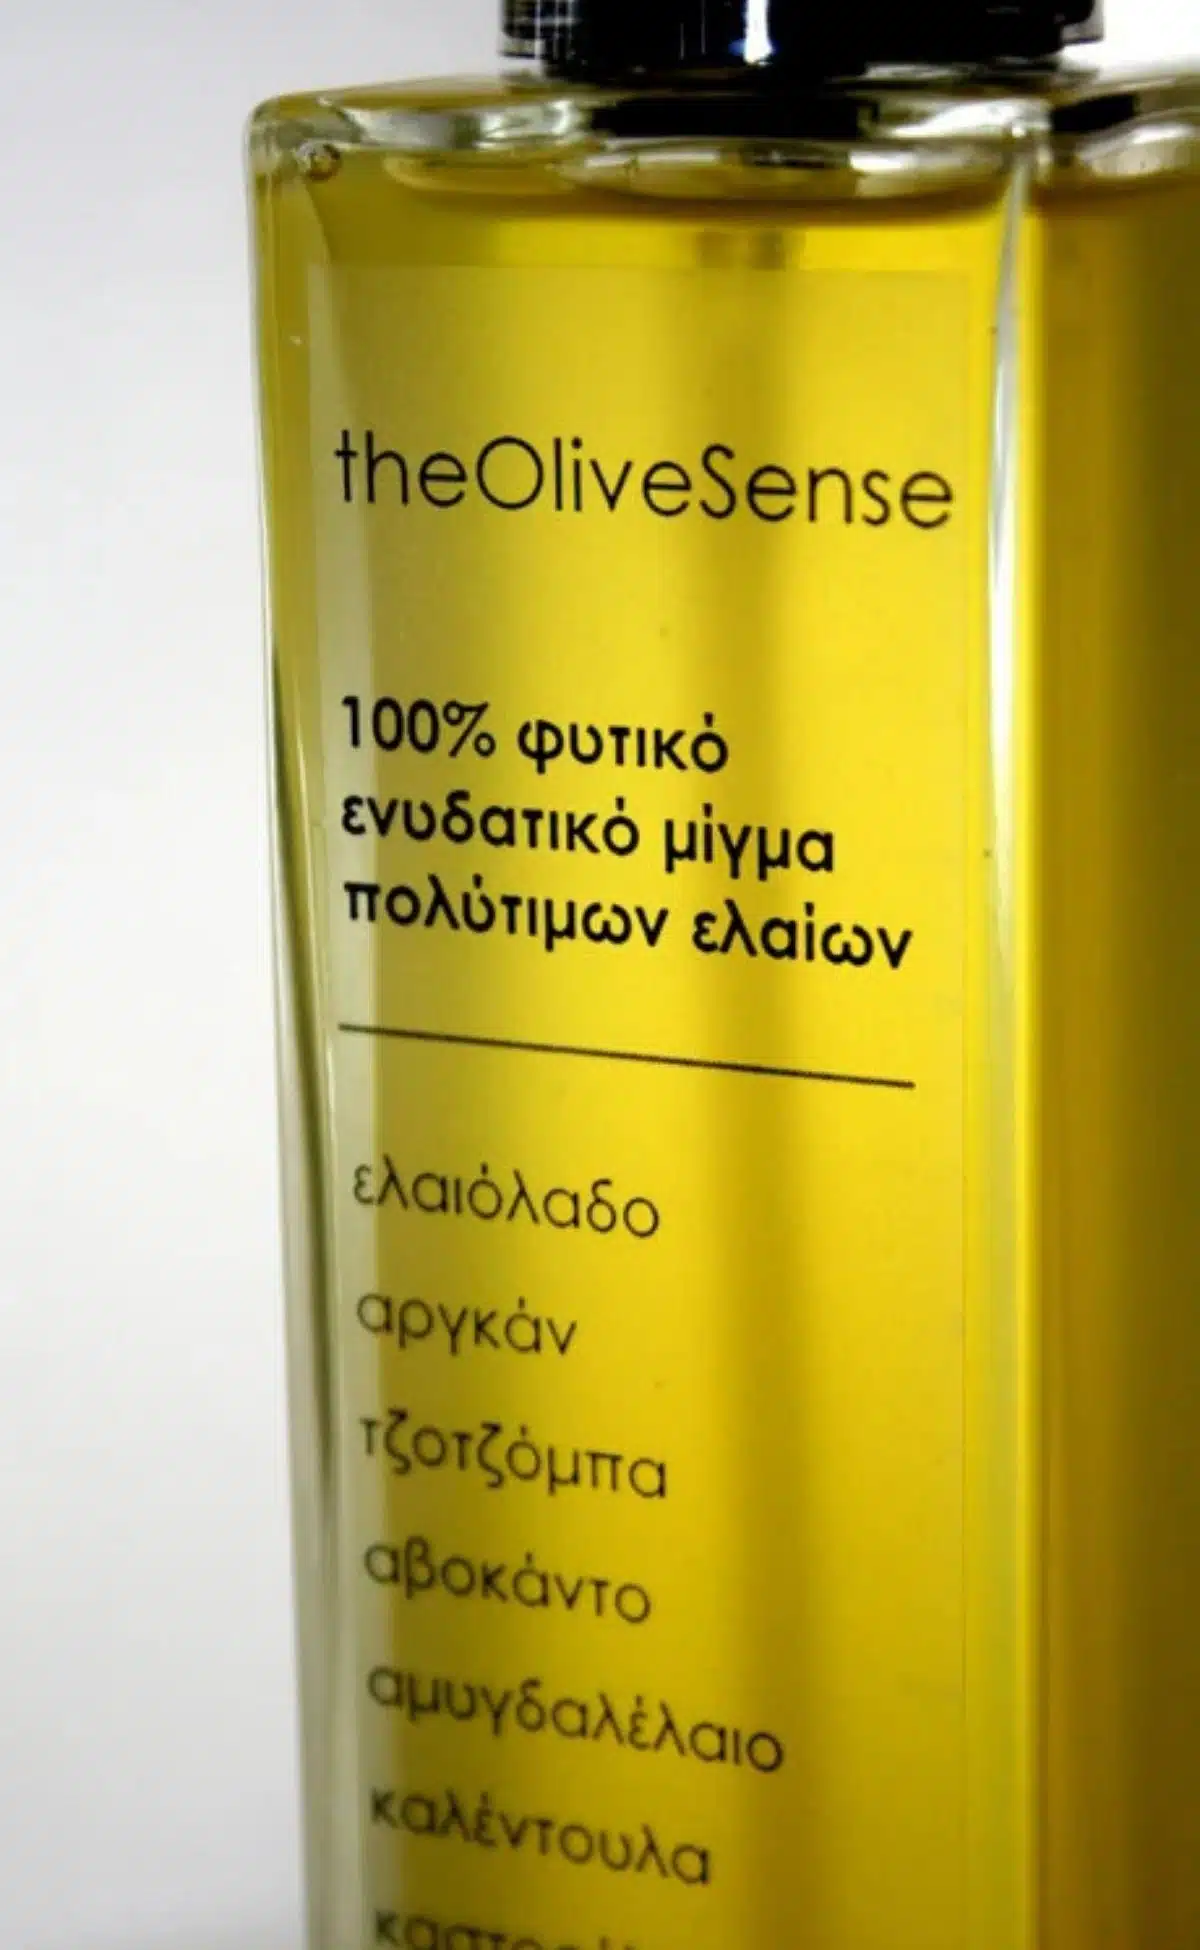 theOliveSense
100% φυτικό
ενυδατικό μίγμα
πολύτιμων ελαίων
ελαιόλαδο
αργκάν
τζοτζόμπα
αβοκάντο
αμυγδαλέλαιο
καλέντουλα